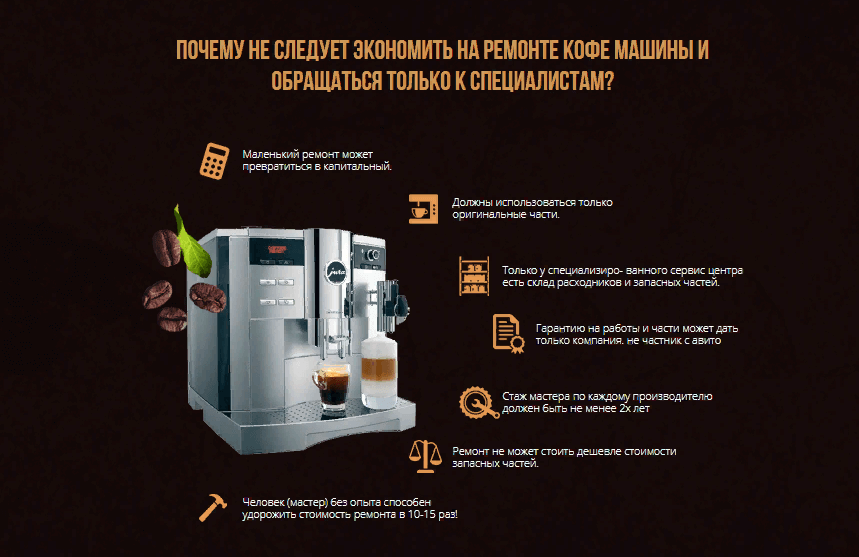 ПОЧЕМУ НЕ СЛЕДУЕТ ЭКОНОМИТЬ НА РЕМОНТЕ КОФЕ МАШИНЫ И
ОБРАЩАТЬСЯ ТОЛЬКО К СПЕЦИАЛИСТАМ?
Маленький ремонт может
превратиться в капитальный.
Должны использоваться только
оригинальные части.
jura
Только у специализиро- ванного сервис центра
есть склад расходников и запасных частей.
Гарантию на работы и части может дать
только компания. не частник с авито
Стаж мастера по каждому производителю
должен быть не менее 2х лет
Ремонт не может стоить дешевле стоимости
запасных частей.
Человек (мастер) без опыта способен
удорожить стоимость ремонта в 10-15 раз!